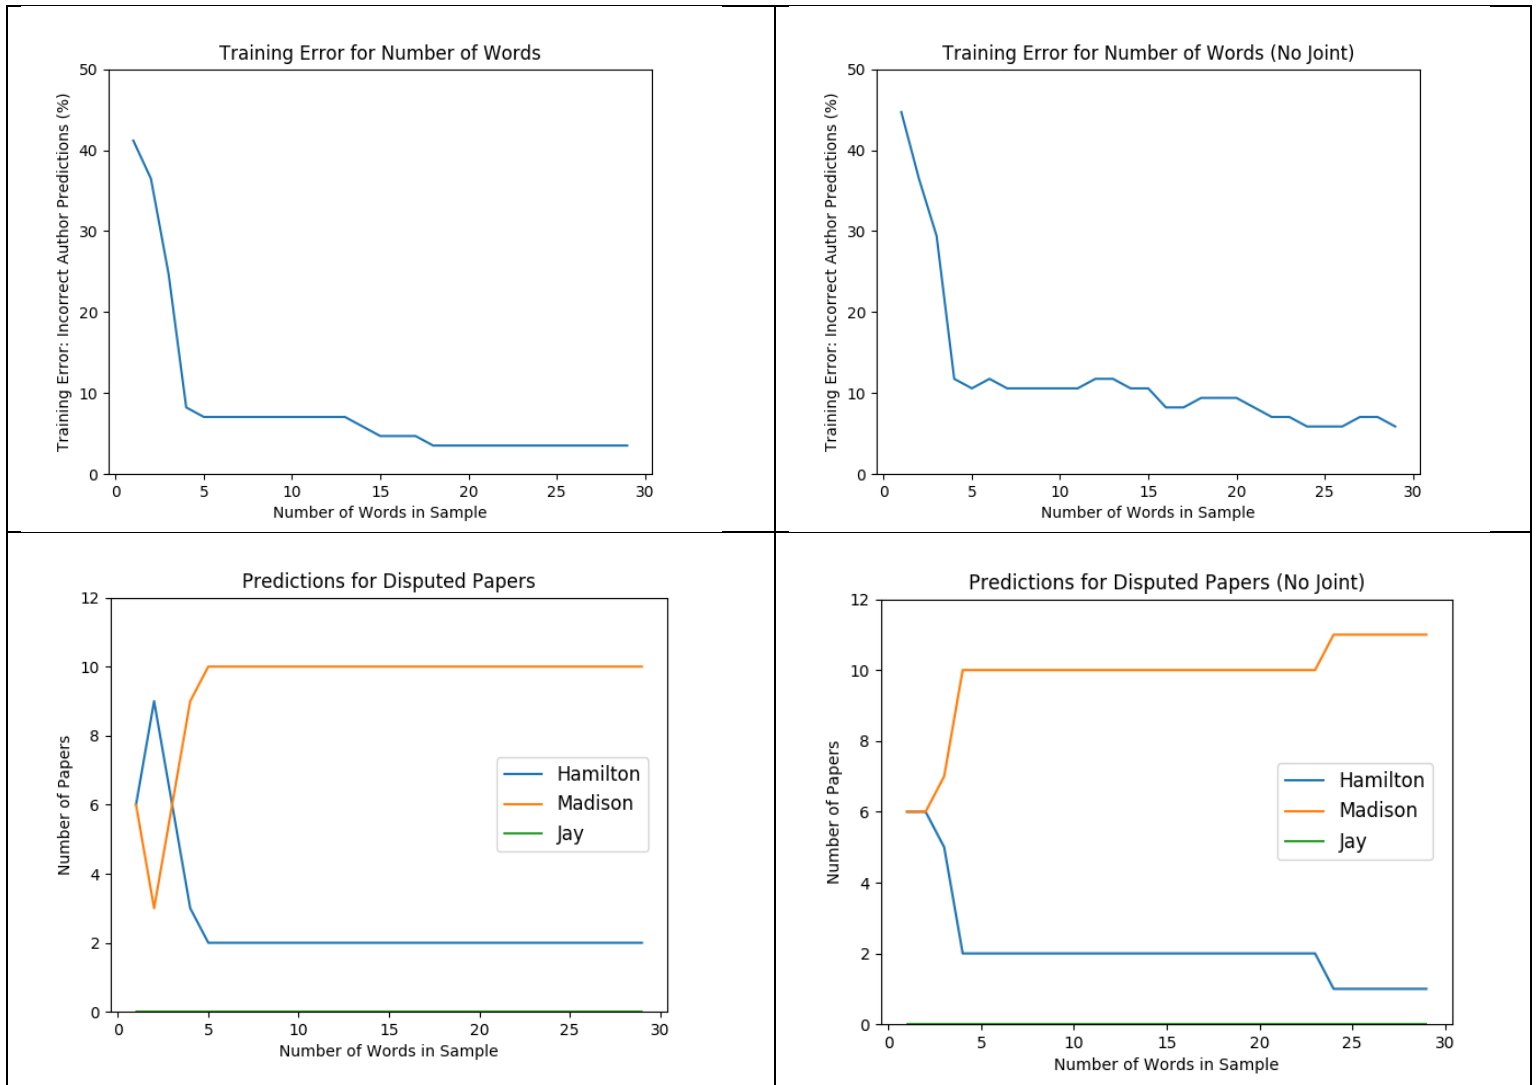 Training Error for Number of Words
50
40
30
20
10
0
Training Error: Incorrect Author Predictions (%)
0 5 10 15 20 25 30
Number of Words in Sample
Training Error for Number of Words (No Joint)
50
40
30
20
10
0
Training Error: Incorrect Author Predictions (%)
0 5 10 15 20 25 30
Number of Words in Sample
Predictions for Disputed Papers
12
10
8
6
4
2
0
Number of Papers
Hamilton
Madison
Jay
0 5 10 15 20 25 30
Number of Words in Sample
Predictions for Disputed Papers (No Joint)
12
10
8
6
4
2
0
Number of Papers
Hamilton
Madison
Jay
0 5 10 15 20 25 30
Number of Words in Sample